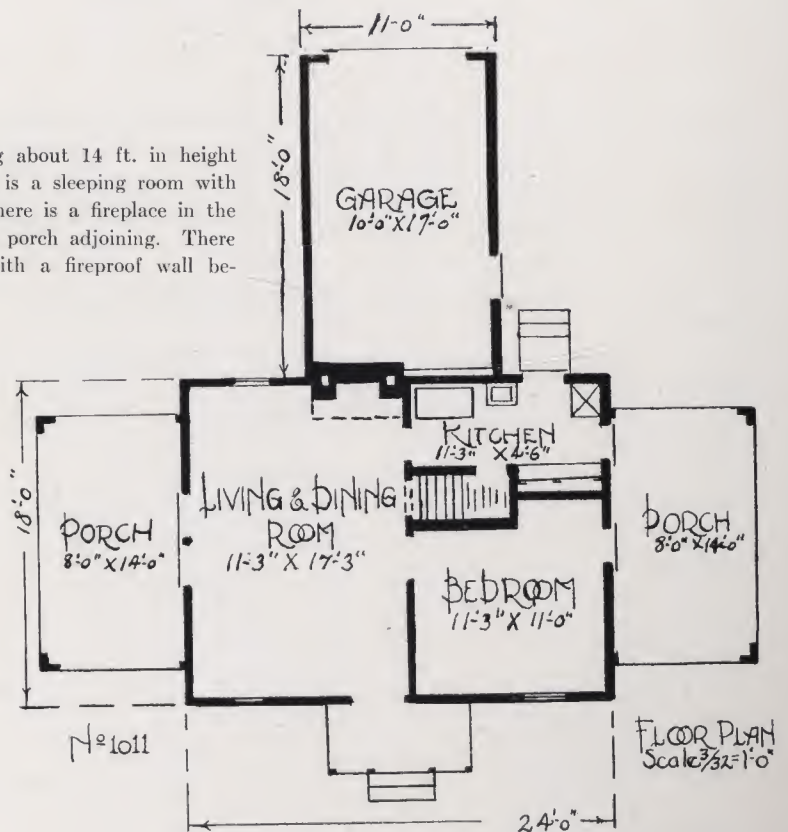 11'-0"
g about 14 ft. in height
is a sleeping room with
here is a fireplace in the
porch adjoining. There
ith a fireproof wall be-
18'-0"
GARAGE
10'-0" X 17'-0"
18'-0"
PORCH
8'-0" X 14'-0"
LIVING & DINING
ROOM
11'-3" X 17'-3"
KITCHEN
11'-3" X 4'-6"
BEDROOM
11'-3" X 11'-0"
PORCH
8'-0" X 14'-0"
Nº 1011
FLOOR PLAN
Scale 3/32=1'-0"
24'-0"